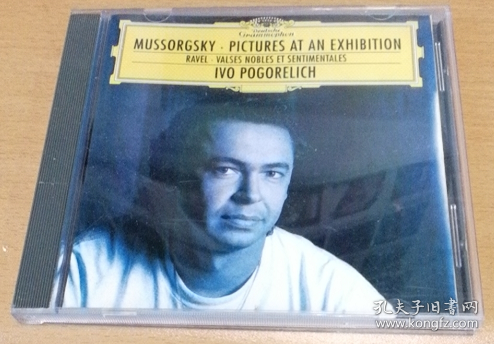 Deutsche
Grammophon
MUSSORGSKY · PICTURES AT AN EXHIBITION
RAVEL · VALSES NOBLES ET SENTIMENTALES
IVO POGORELICH
孔夫子旧书网
www.kongfz.com